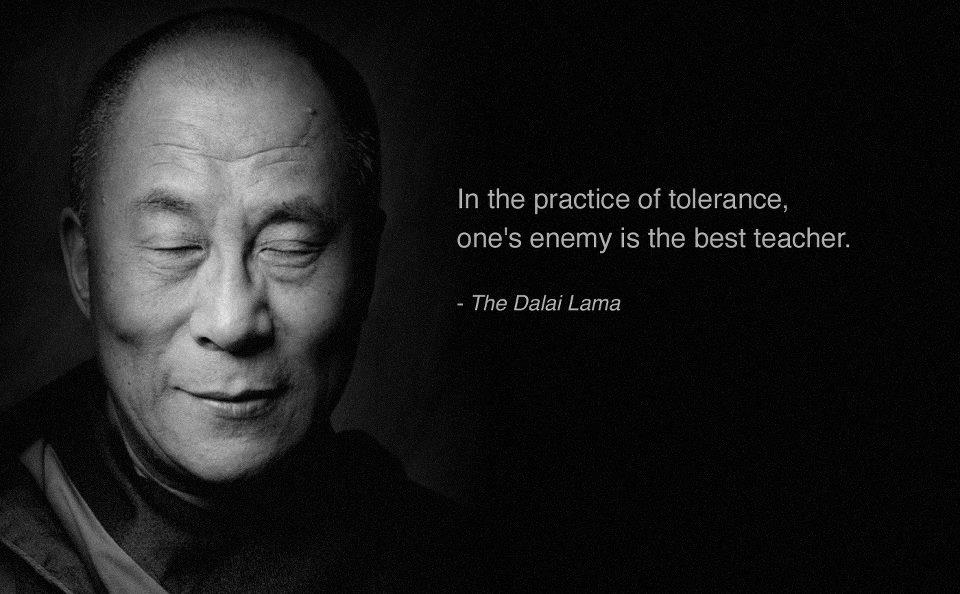 In the practice of tolerance,
one's enemy is the best teacher.
- The Dalai Lama